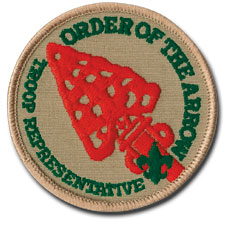 ORDER OF THE ARROW
TROOP REPRESENTATIVE